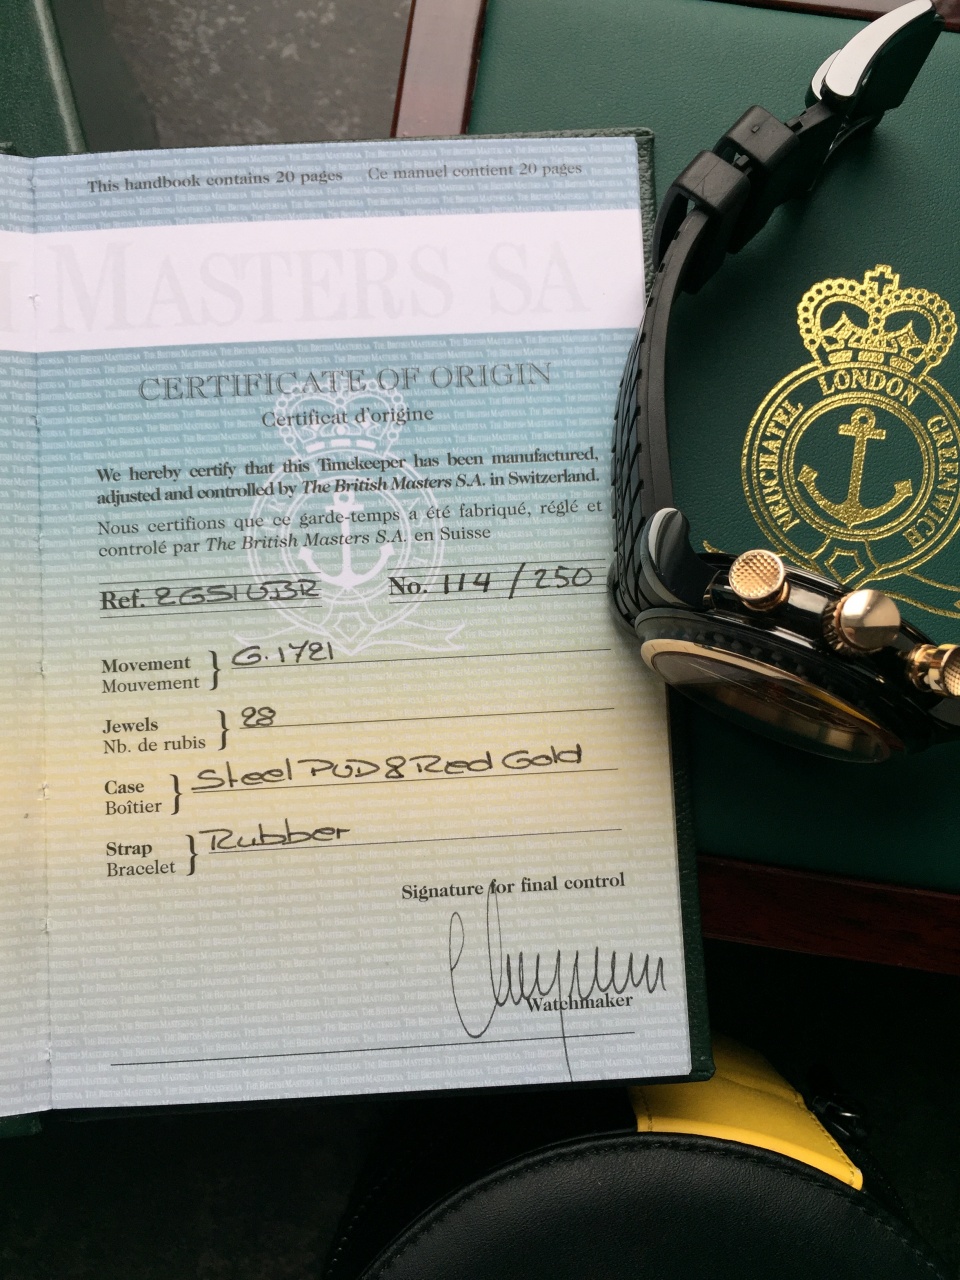 This handbook contains 20 pages Ce manuel contient 20 pages
MASTERS SA
CERTIFICATE OF ORIGIN
Certificat d'origine
We hereby certify that this Timekeeper has been manufactured,
adjusted and controlled by The British Masters S.A. in Switzerland.
Nous certifions que ce garde-temps a été fabriqué, réglé et
contrôlé par The British Masters S.A. en Suisse
Ref. No. 114 / 250
Movement G.1721
Mouvement
Jewels 28
Nb. de rubis
Case Steel PVD & Red Gold
Boîtier
Strap Rubber
Bracelet
Signature for final control
Watchmaker
NEUCHATEL LONDON GREENWICH